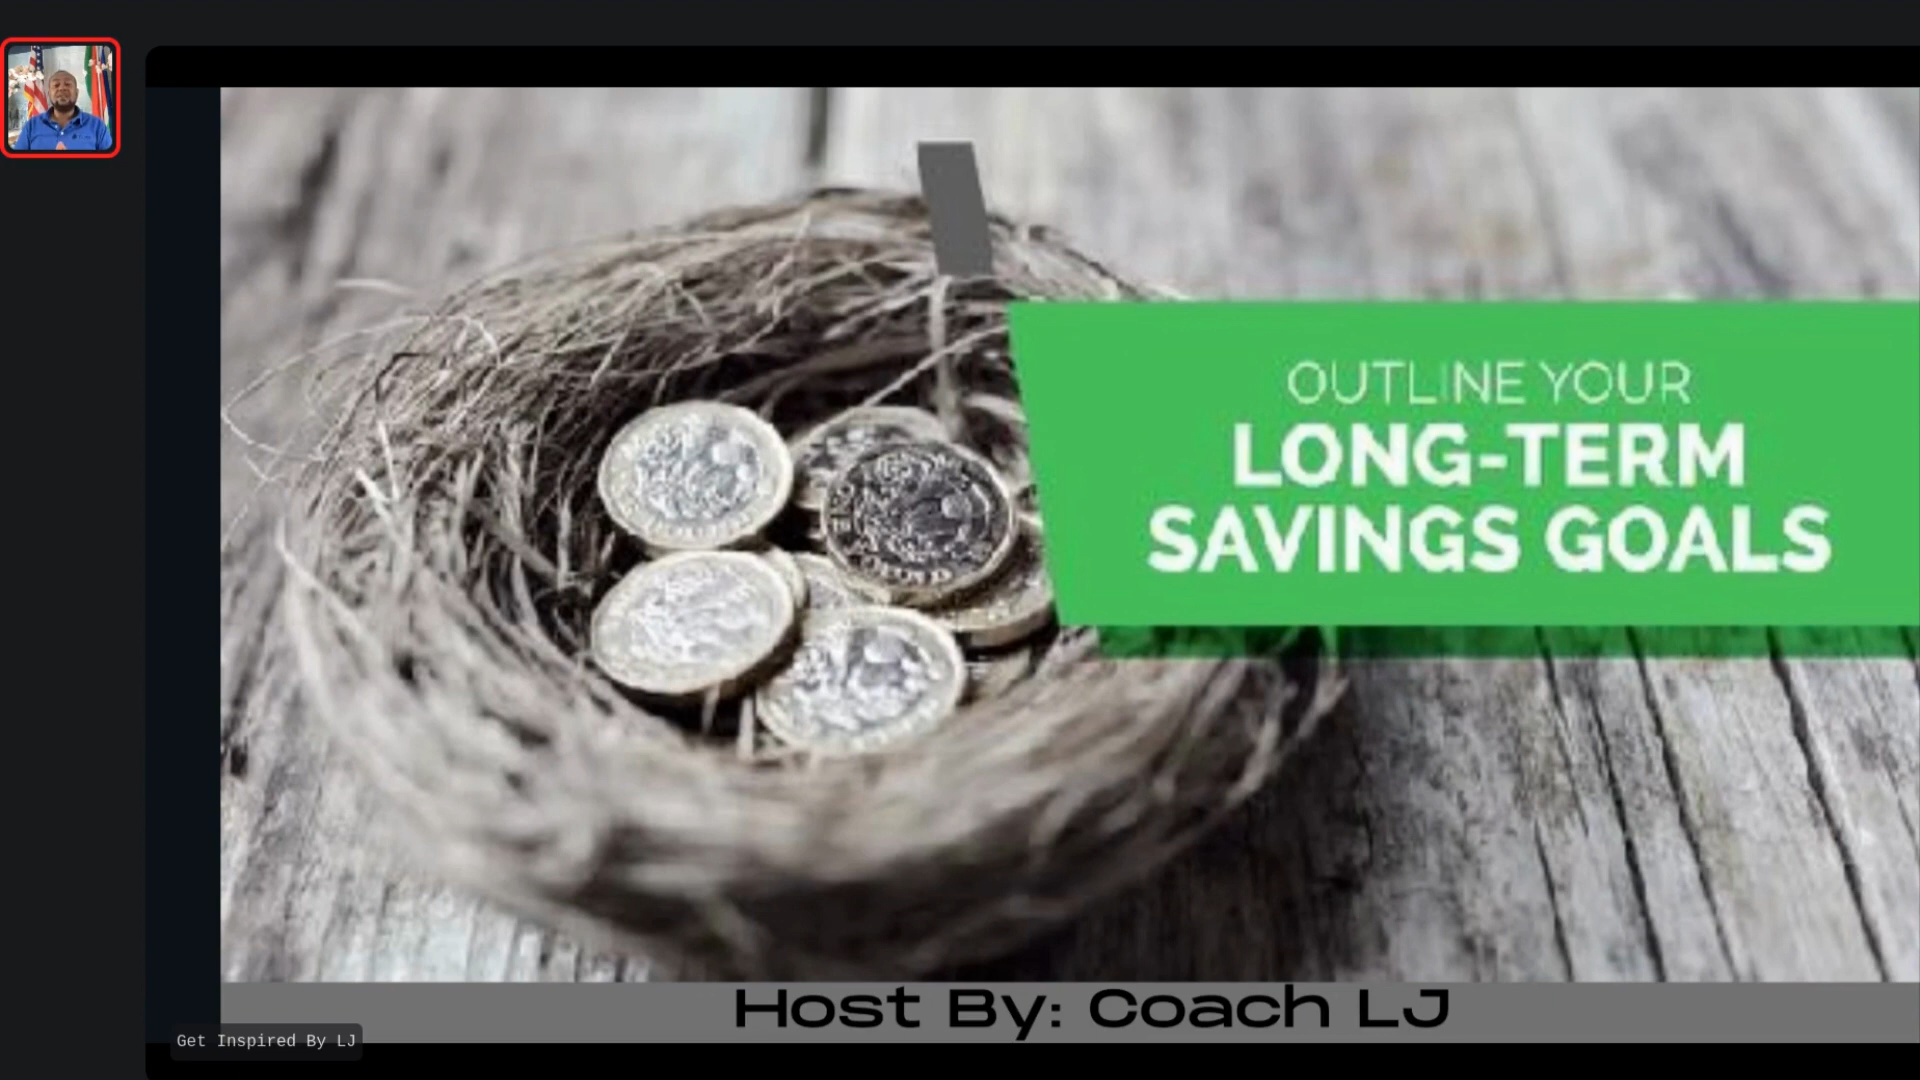 OUTLINE YOUR
LONG-TERM
SAVINGS GOALS
Host By: Coach LJ
Get Inspired By LJ